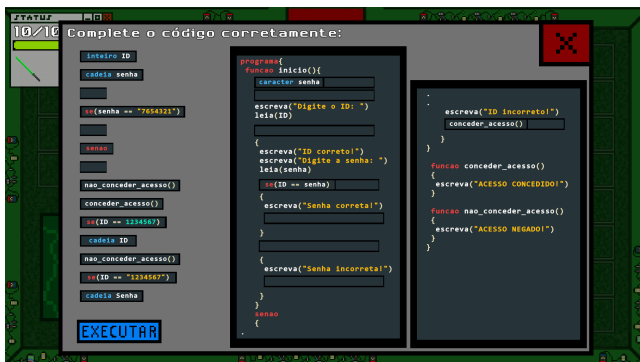 STATUS
10/10
Complete o código corretamente:
inteiro ID
cadeia senha
se(senha == "7654321")
senao
nao_conceder_acesso()
conceder_acesso()
se(ID == 1234567)
cadeia ID
nao_conceder_acesso()
se(ID == "1234567")
cadeia Senha
EXECUTAR
programa{
funcao inicio(){
caracter senha
escreva("Digite o ID: ")
leia(ID)
{
escreva("ID correto!")
escreva("Digite a senha: ")
leia(senha)
se(ID == senha)
{
escreva("Senha correta!")
}
{
escreva("Senha incorreta!")
}
}
senao
{
.
.
.
escreva("ID incorreto!")
conceder_acesso()
}
funcao conceder_acesso()
{
escreva("ACESSO CONCEDIDO!")
}
funcao nao_conceder_acesso()
{
escreva("ACESSO NEGADO!")
}
}